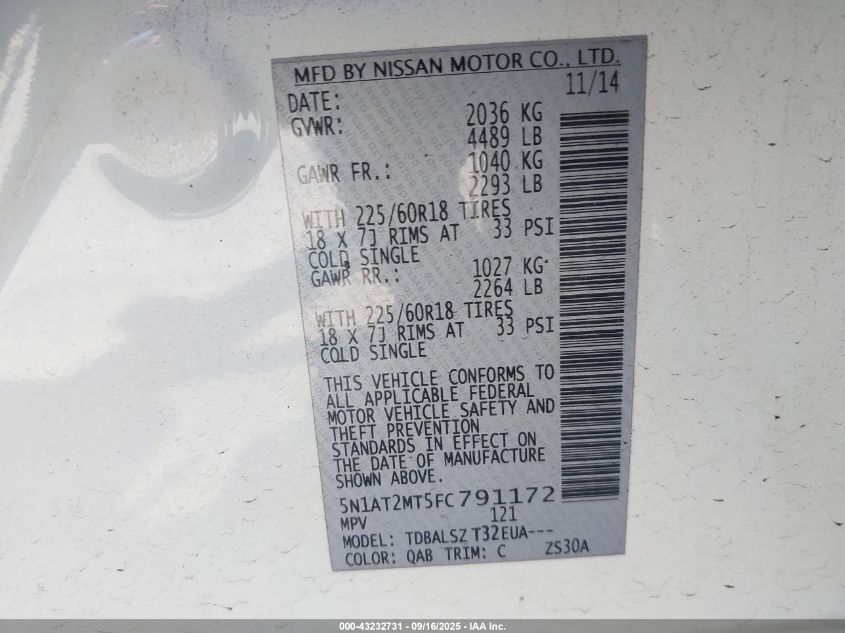 MFD BY NISSAN MOTOR CO., LTD.
DATE: 11/14
GVWR: 2036 KG
4489 LB
GAWR FR.: 1040 KG
2293 LB
WITH 225/60R18 TIRES
18 X 7J RIMS AT 33 PSI
COLD SINGLE
GAWR RR.: 1027 KG
2264 LB
WITH 225/60R18 TIRES
18 X 7J RIMS AT 33 PSI
COLD SINGLE
THIS VEHICLE CONFORMS TO
ALL APPLICABLE FEDERAL
MOTOR VEHICLE SAFETY AND
THEFT PREVENTION
STANDARDS IN EFFECT ON
THE DATE OF MANUFACTURE
SHOWN ABOVE.
5N1AT2MT5FC791172
MPV 121
MODEL: TDBALSZ T32EUA---
COLOR: QAB TRIM: C ZS30A
000-43232731 - 09/16/2025 - IAA Inc.